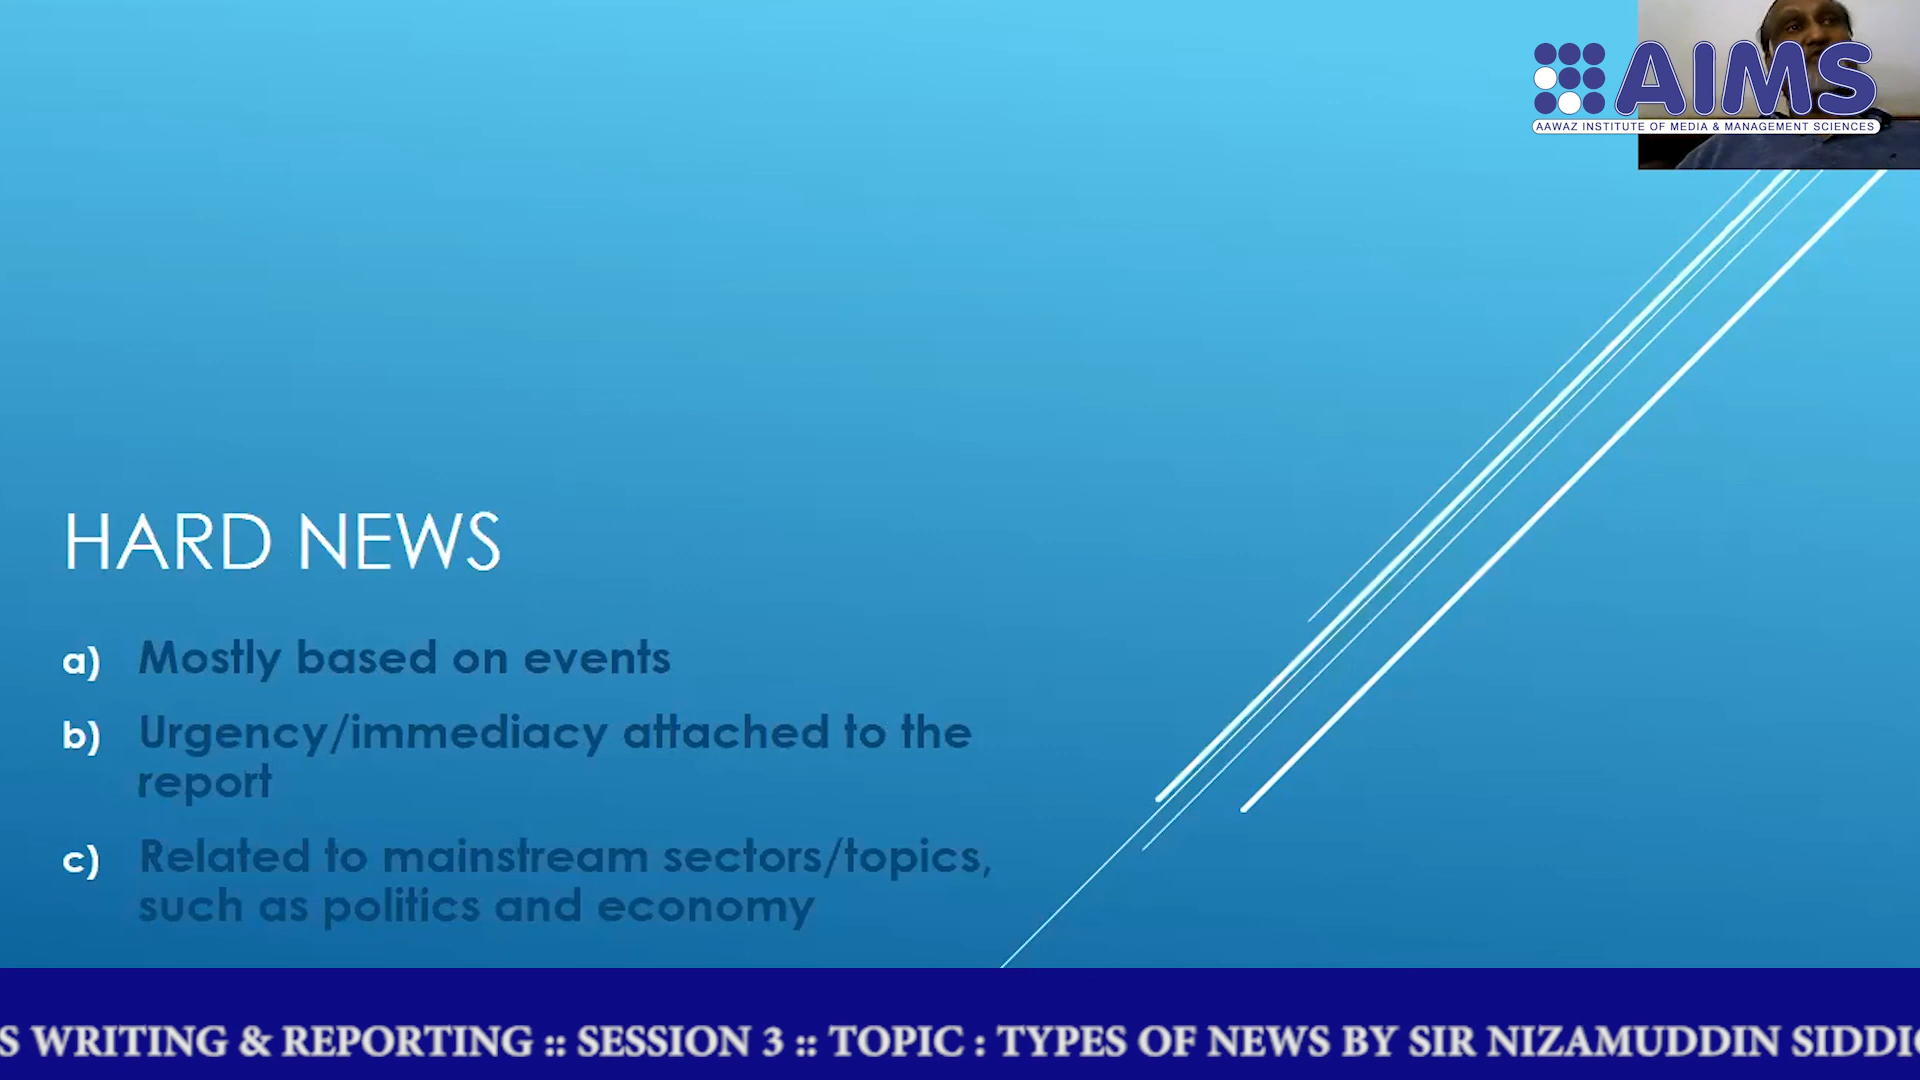 AIMS
AAWAZ INSTITUTE OF MEDIA & MANAGEMENT SCIENCES
HARD NEWS
a) Mostly based on events
b) Urgency/immediacy attached to the
report
c) Related to mainstream sectors/topics,
such as politics and economy
S WRITING & REPORTING :: SESSION 3 :: TOPIC : TYPES OF NEWS BY SIR NIZAMUDDIN